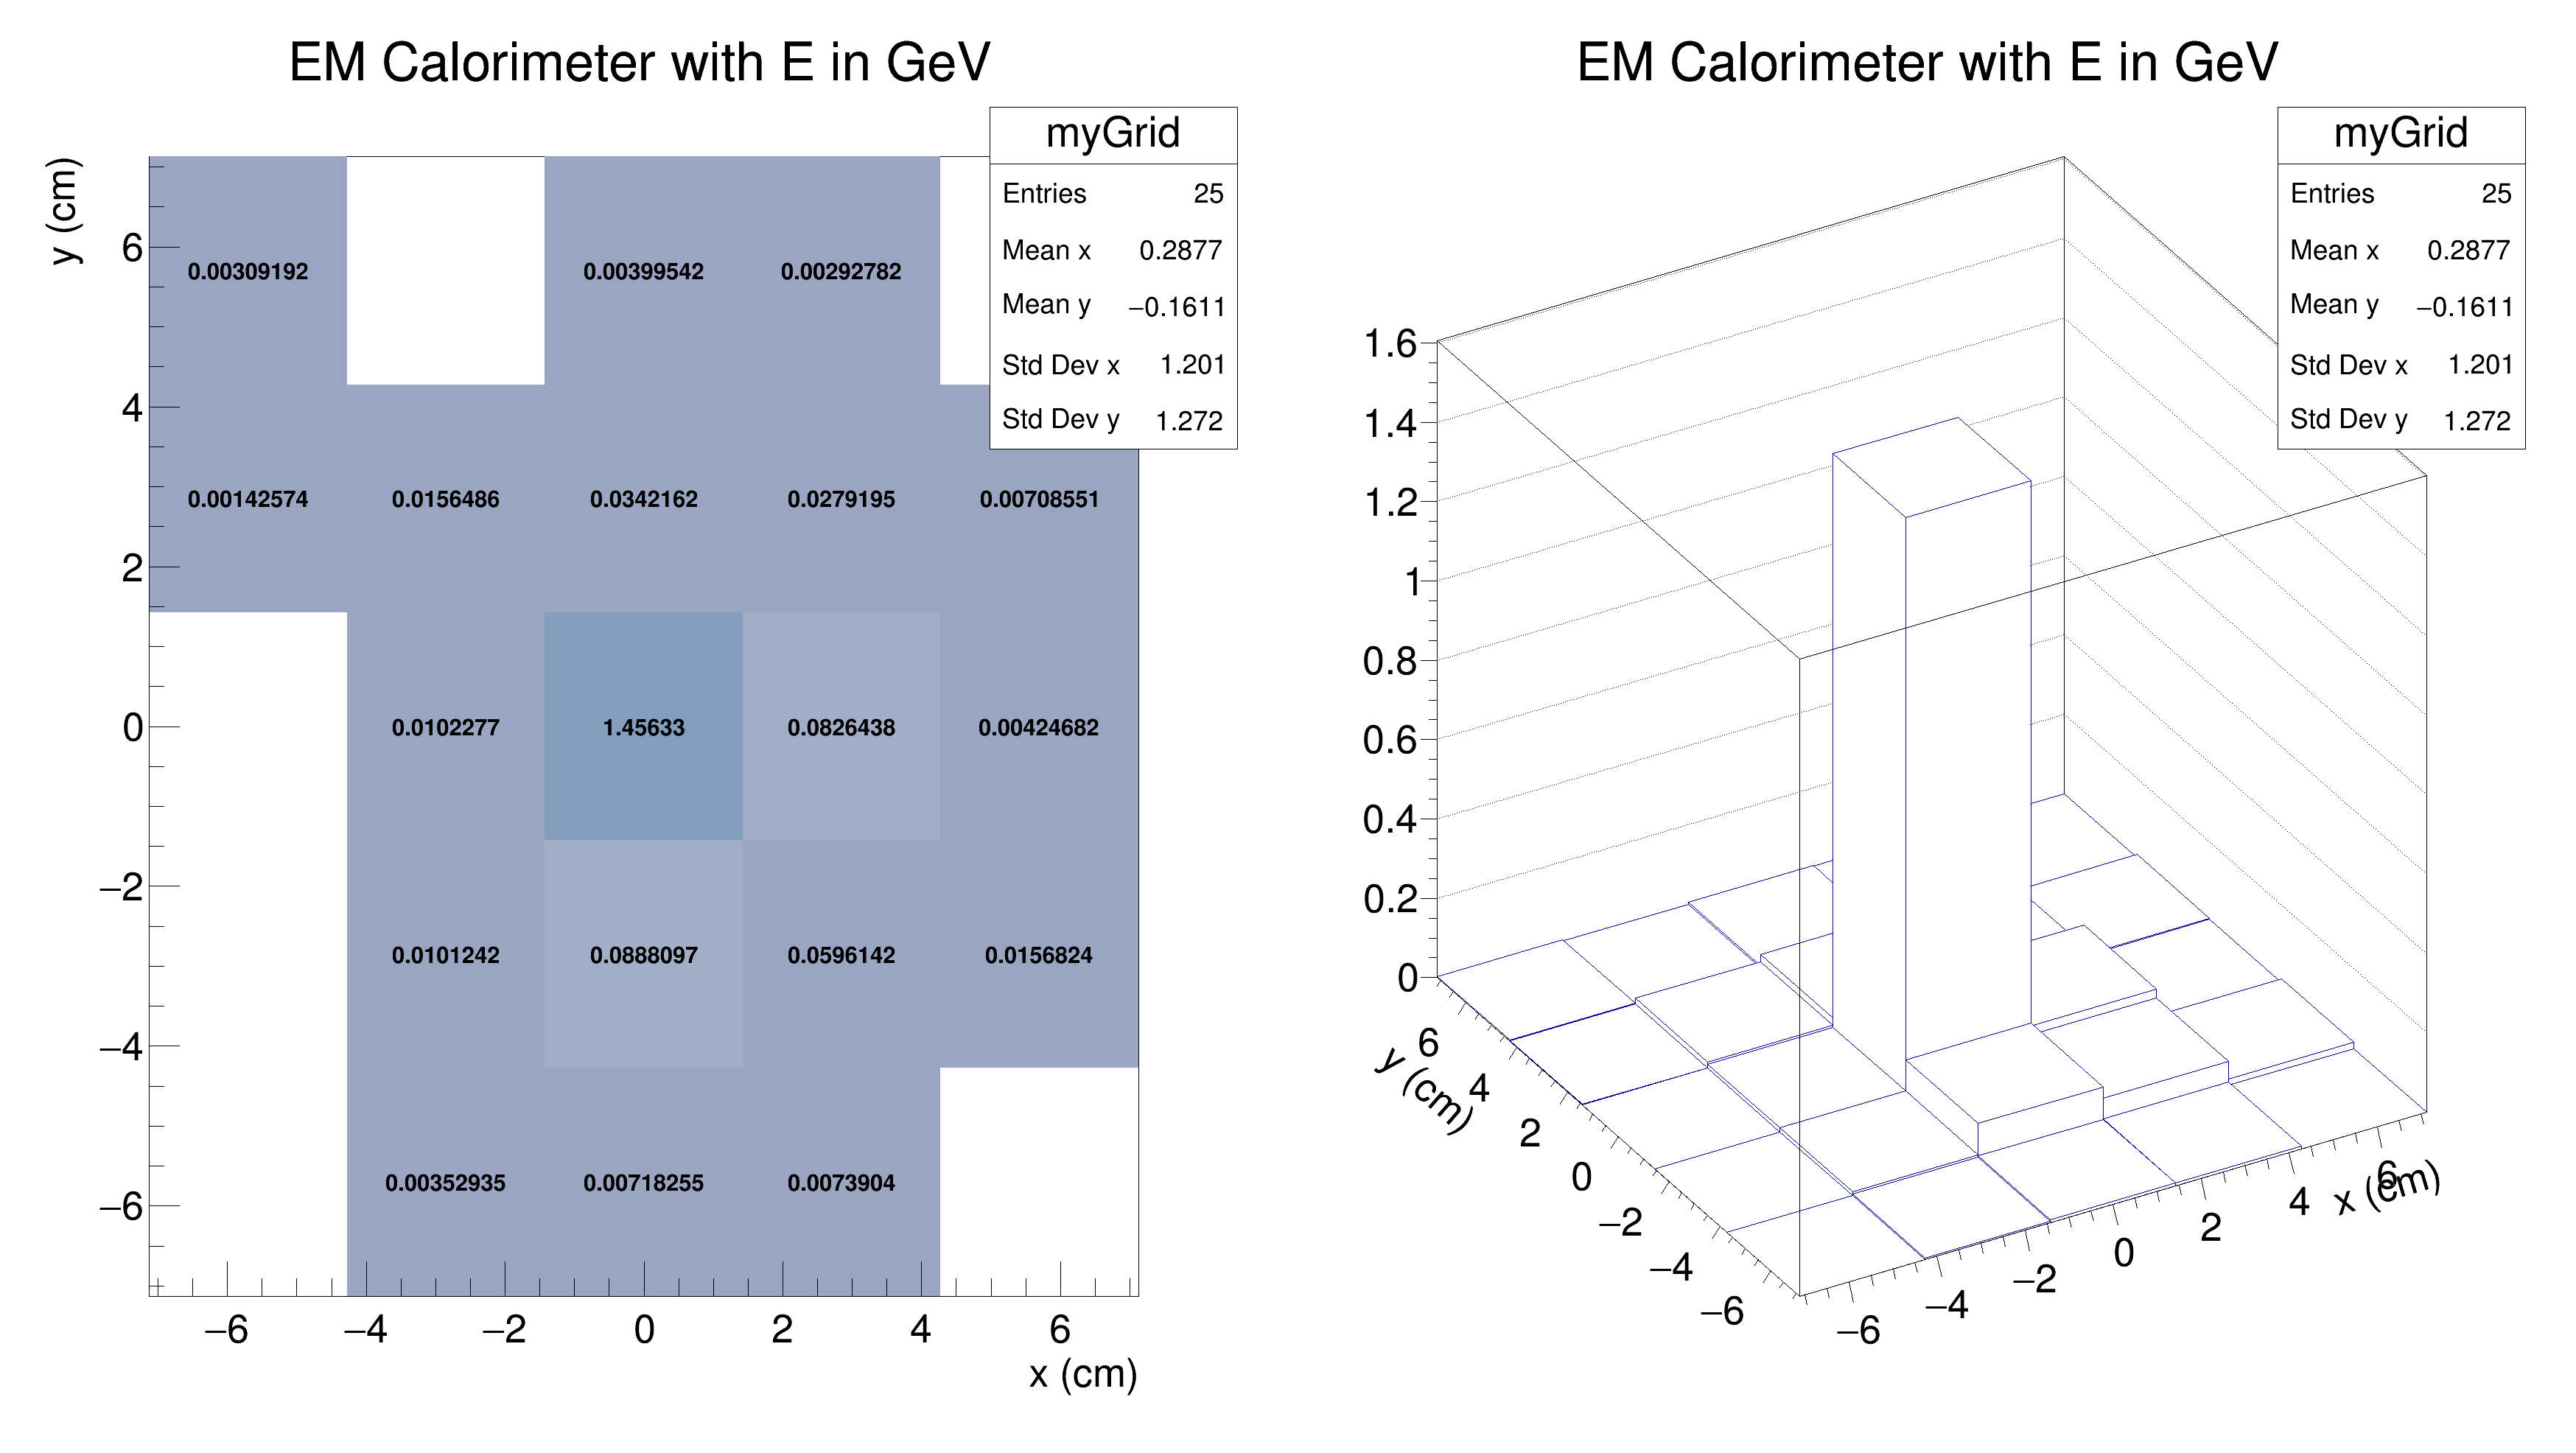 EM Calorimeter with E in GeV
myGrid
Entries 25
Mean x 0.2877
Mean y −0.1611
Std Dev x 1.201
Std Dev y 1.272
y (cm)
6
4
2
0
−2
−4
−6
0.00309192 0.00399542 0.00292782
0.00142574 0.0156486 0.0342162 0.0279195 0.00708551
0.0102277 1.45633 0.0826438 0.00424682
0.0101242 0.0888097 0.0596142 0.0156824
0.00352935 0.00718255 0.0073904
−6 −4 −2 0 2 4 6
x (cm)
EM Calorimeter with E in GeV
myGrid
Entries 25
Mean x 0.2877
Mean y −0.1611
Std Dev x 1.201
Std Dev y 1.272
1.6
1.4
1.2
1
0.8
0.6
0.4
0.2
0
y (cm)
6
4
2
0
−2
−4
−6
−6 −4 −2 0 2 4 6
x (cm)